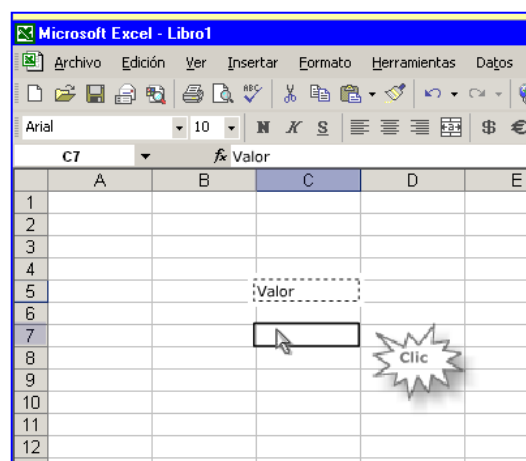 Microsoft Excel - Libro1
Archivo Edición Ver Insertar Formato Herramientas Datos
ABC
Arial 10 N K S $ €
C7 fx Valor
A B C D E
1
2
3
4
5 Valor
6
7
8 Clic
9
10
11
12